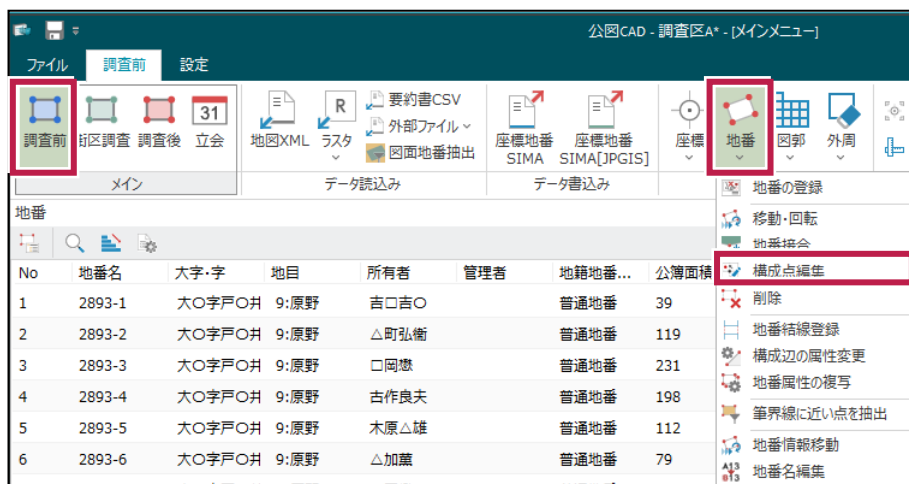 公図CAD - 調査区A* - [メインメニュー]
ファイル 調査前 設定
調査前 街区調査 調査後 31 立会 地図XML R ラスタ 要約書CSV 外部ファイル 図面地番抽出 座標地番 SIMA 座標地番 SIMA[JPGIS] 座標 地番 図郭 外周
メイン データ読込み データ書込み
地番の登録
移動・回転
地番接合
構成点編集
削除
地番結線登録
構成辺の属性変更
地番属性の複写
筆界線に近い点を抽出
地番情報移動
地番名編集
地番
No 地番名 大字・字 地目 所有者 管理者 地籍地番... 公簿面積
1 2893-1 大〇字戸〇井 9:原野 吉□吉〇 普通地番 39
2 2893-2 大〇字戸〇井 9:原野 △町弘衛 普通地番 119
3 2893-3 大〇字戸〇井 9:原野 □岡懋 普通地番 231
4 2893-4 大〇字戸〇井 9:原野 古作良夫 普通地番 198
5 2893-5 大〇字戸〇井 9:原野 木原△雄 普通地番 112
6 2893-6 大〇字戸〇井 9:原野 △加薫 普通地番 79